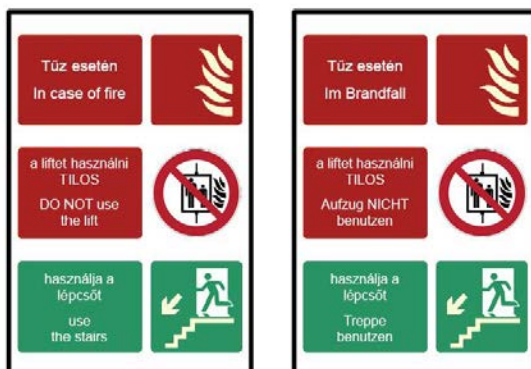 Tűz esetén
In case of fire
a liftet használni
TILOS
DO NOT use
the lift
használja a
lépcsőt
use
the stairs
Tűz esetén
Im Brandfall
a liftet használni
TILOS
Aufzug NICHT
benutzen
használja a
lépcsőt
Treppe
benutzen